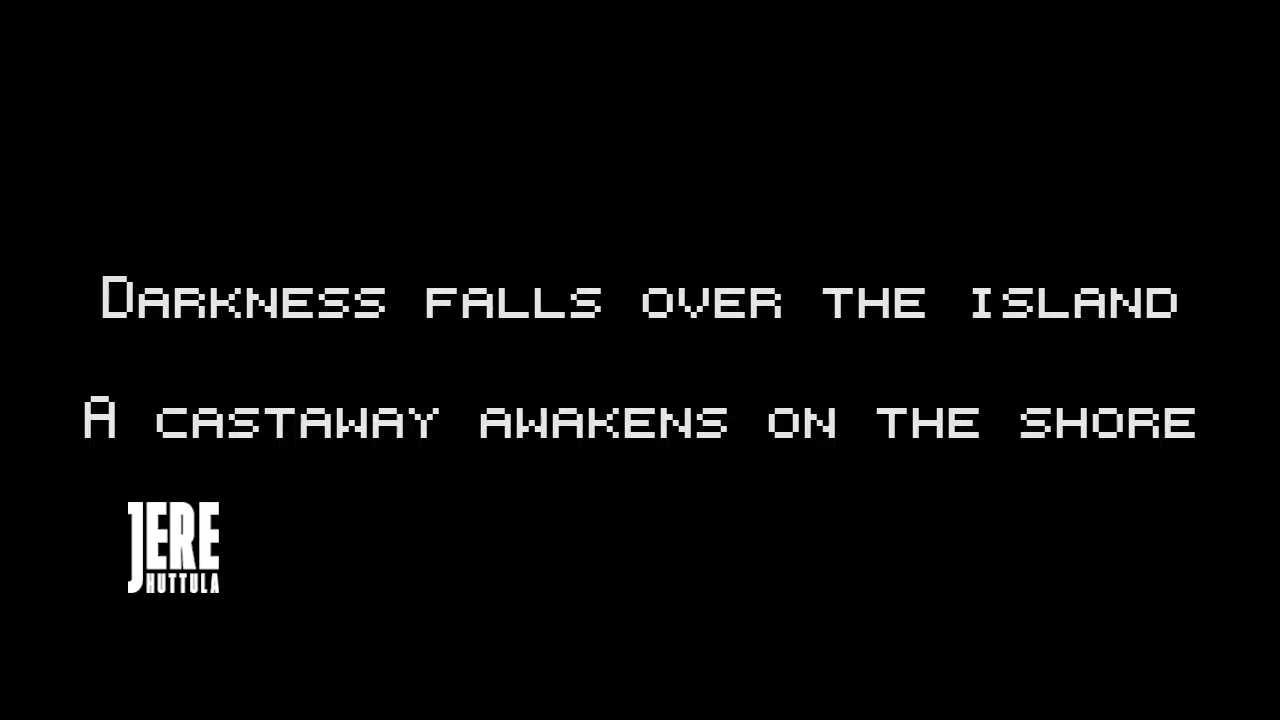 Darkness falls over the island
A castaway awakens on the shore
JERE
HUTTULA